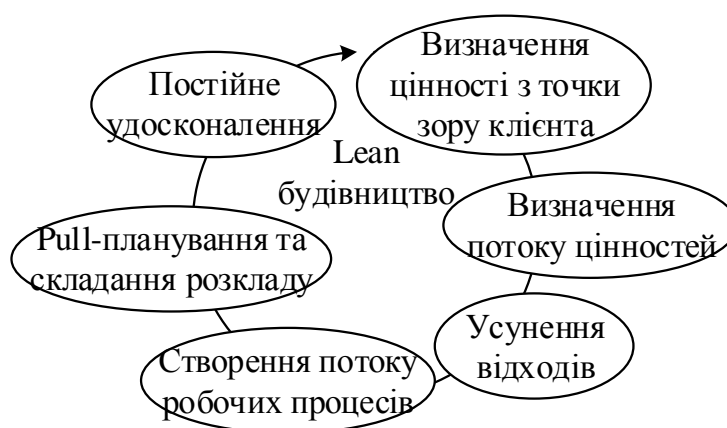 Визначення
цінності з точки
зору клієнта
Постійне
удосконалення
Lean
будівництво
Визначення
потоку цінностей
Pull-планування та
складання розкладу
Усунення
відходів
Створення потоку
робочих процесів